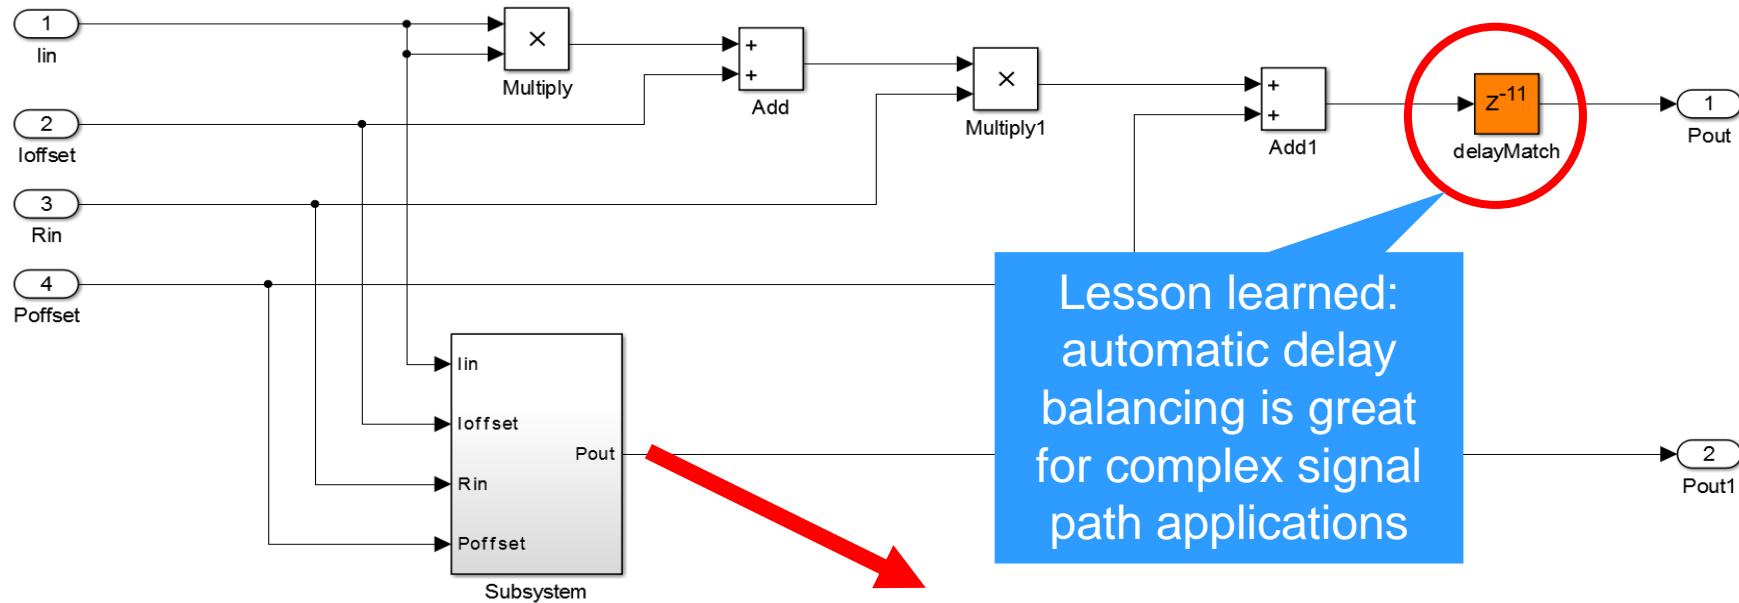 1
Iin
×
Multiply
+
+
Add
×
Multiply1
+
+
Add1
z-11
delayMatch
1
Pout
2
Ioffset
3
Rin
4
Poffset
Lesson learned:
automatic delay
balancing is great
for complex signal
path applications
Iin
Ioffset
Rin
Poffset
Pout
Subsystem
2
Pout1